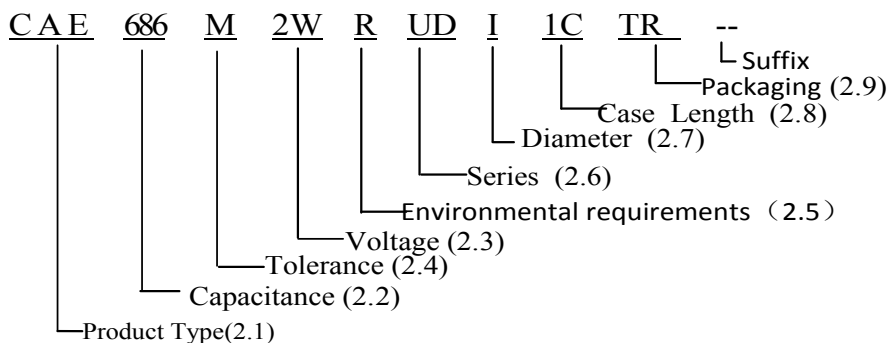 CAE 686 M 2W R UD I 1C TR --
Suffix
Packaging (2.9)
Case Length (2.8)
Diameter (2.7)
Series (2.6)
Environmental requirements（2.5）
Voltage (2.3)
Tolerance (2.4)
Capacitance (2.2)
Product Type(2.1)